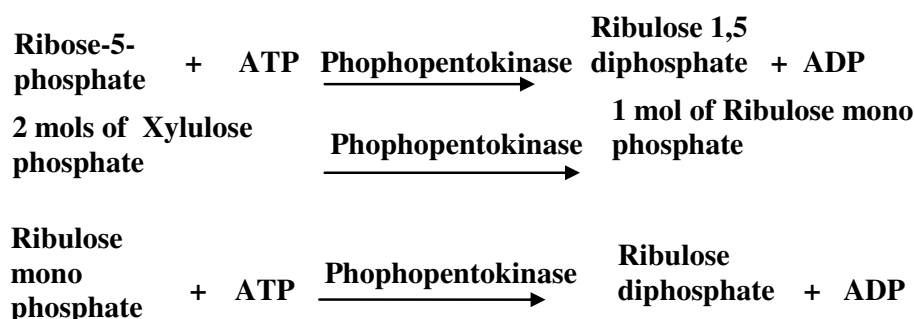 Ribose-5-
phosphate + ATP Phophopentokinase Ribulose 1,5
diphosphate + ADP
2 mols of Xylulose
phosphate Phophopentokinase 1 mol of Ribulose mono
phosphate
Ribulose
mono
phosphate + ATP Phophopentokinase Ribulose
diphosphate + ADP